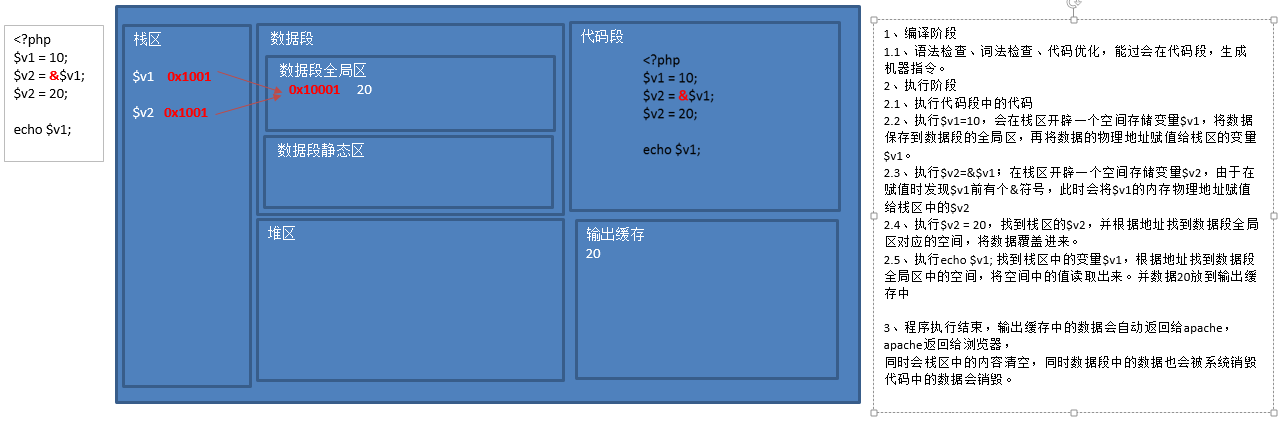 <?php
$v1 = 10;
$v2 = &$v1;
$v2 = 20;
echo $v1;
栈区
$v1 0x1001
$v2 0x1001
数据段
数据段全局区
0x10001 20
数据段静态区
堆区
代码段
<?php
$v1 = 10;
$v2 = &$v1;
$v2 = 20;
echo $v1;
输出缓存
20
1、编译阶段
1.1、语法检查、词法检查、代码优化，能过会在代码段，生成
机器指令。
2、执行阶段
2.1、执行代码段中的代码
2.2、执行$v1=10，会在栈区开辟一个空间存储变量$v1，将数据
保存到数据段的全局区，再将数据的物理地址赋值给栈区的变量
$v1。
2.3、执行$v2=&$v1；在栈区开辟一个空间存储变量$v2，由于在
赋值时发现$v1前有个&符号，此时会将$v1的内存物理地址赋值
给栈区中的$v2
2.4、执行$v2 = 20，找到栈区的$v2，并根据地址找到数据段全局
区对应的空间，将数据覆盖进来。
2.5、执行echo $v1; 找到栈区中的变量$v1，根据地址找到数据段
全局区中的空间，将空间中的值读取出来。并数据20放到输出缓
存中
3、程序执行结束，输出缓存中的数据会自动返回给apache，
apache返回给浏览器，
同时会栈区中的内容清空，同时数据段中的数据也会被系统销毁
代码中的数据会销毁。